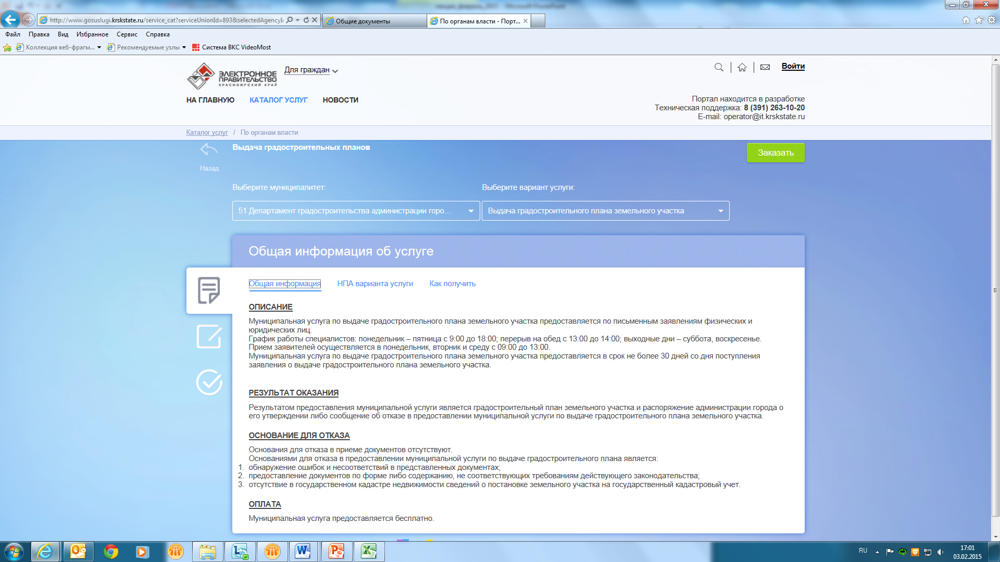 http://www.gosuslugi.krskstate.ru/service_cat?serviceUnionId=893&selectedAgencyI
Общие документы
По органам власти - Порт...
Файл Правка Вид Избранное Сервис Справка
Коллекция веб-фрагм... Рекомендуемые узлы Система ВКС VideoMost
ЭЛЕКТРОННОЕ
ПРАВИТЕЛЬСТВО
КРАСНОЯРСКИЙ КРАЙ
Для граждан
Войти
НА ГЛАВНУЮ КАТАЛОГ УСЛУГ НОВОСТИ
Портал находится в разработке
Техническая поддержка: 8 (391) 263-10-20
E-mail: operator@it.krskstate.ru
Каталог услуг / По органам власти
Назад
Выдача градостроительных планов
Заказать
Выберите муниципалитет:
Выберите вариант услуги:
51 Департамент градостроительства администрации горо...
Выдача градостроительного плана земельного участка
Общая информация об услуге
Общая информация НПА варианта услуги Как получить
ОПИСАНИЕ
Муниципальная услуга по выдаче градостроительного плана земельного участка предоставляется по письменным заявлениям физических и
юридических лиц.
График работы специалистов: понедельник – пятница с 9:00 до 18:00; перерыв на обед с 13:00 до 14:00; выходные дни – суббота, воскресенье.
Прием заявителей осуществляется в понедельник, вторник и среду с 09:00 до 13:00.
Муниципальная услуга по выдаче градостроительного плана земельного участка предоставляется в срок не более 30 дней со дня поступления
заявления о выдаче градостроительного плана земельного участка.
РЕЗУЛЬТАТ ОКАЗАНИЯ
Результатом предоставления муниципальной услуги является градостроительный план земельного участка и распоряжение администрации города о
его утверждении либо сообщение об отказе в предоставлении муниципальной услуги по выдаче градостроительного плана земельного участка.
ОСНОВАНИЕ ДЛЯ ОТКАЗА
Основания для отказа в приеме документов отсутствуют.
Основаниями для отказа в предоставлении муниципальной услуги по выдаче градостроительного плана является:
1. обнаружение ошибок и несоответствий в представленных документах;
2. предоставление документов по форме либо содержанию, не соответствующих требованиям действующего законодательства;
3. отсутствие в государственном кадастре недвижимости сведений о постановке земельного участка на государственный кадастровый учет.
ОПЛАТА
Муниципальная услуга предоставляется бесплатно.
RU
17:01
03.02.2015